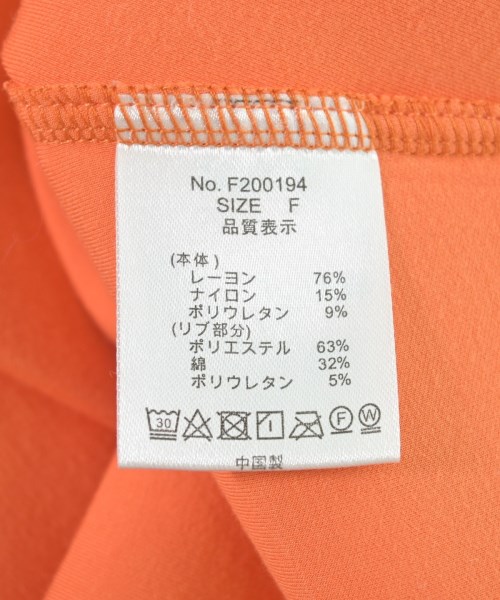 No. F200194
SIZE F
品質表示
(本体)
レーヨン 76%
ナイロン 15%
ポリウレタン 9%
(リブ部分)
ポリエステル 63%
綿 32%
ポリウレタン 5%
30 F W
中国製